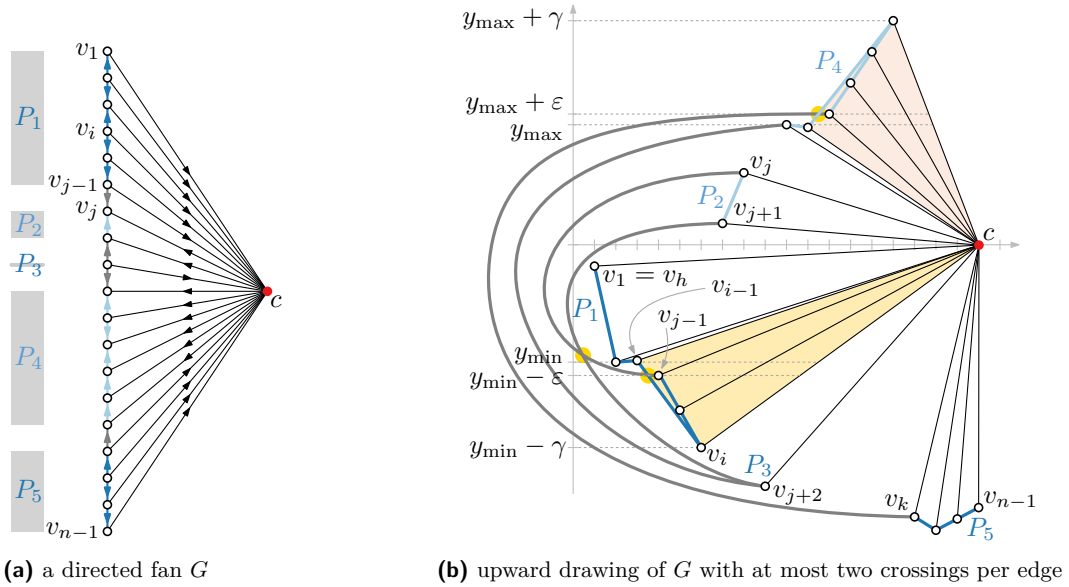 v1
P1
vi
vj−1
vj
P2
P3
c
P4
P5
vn−1
(a) a directed fan G
ymax + γ
P4
ymax + ε
ymax
vj
P2
vj+1
c
v1 = vh
vi−1
P1
vj−1
ymin
ymin − ε
ymin − γ
vi
P3
vj+2
vk
vn−1
P5
(b) upward drawing of G with at most two crossings per edge